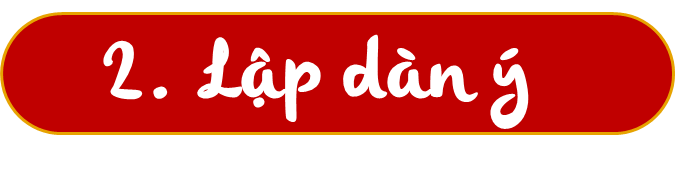 2. Lập dàn ý